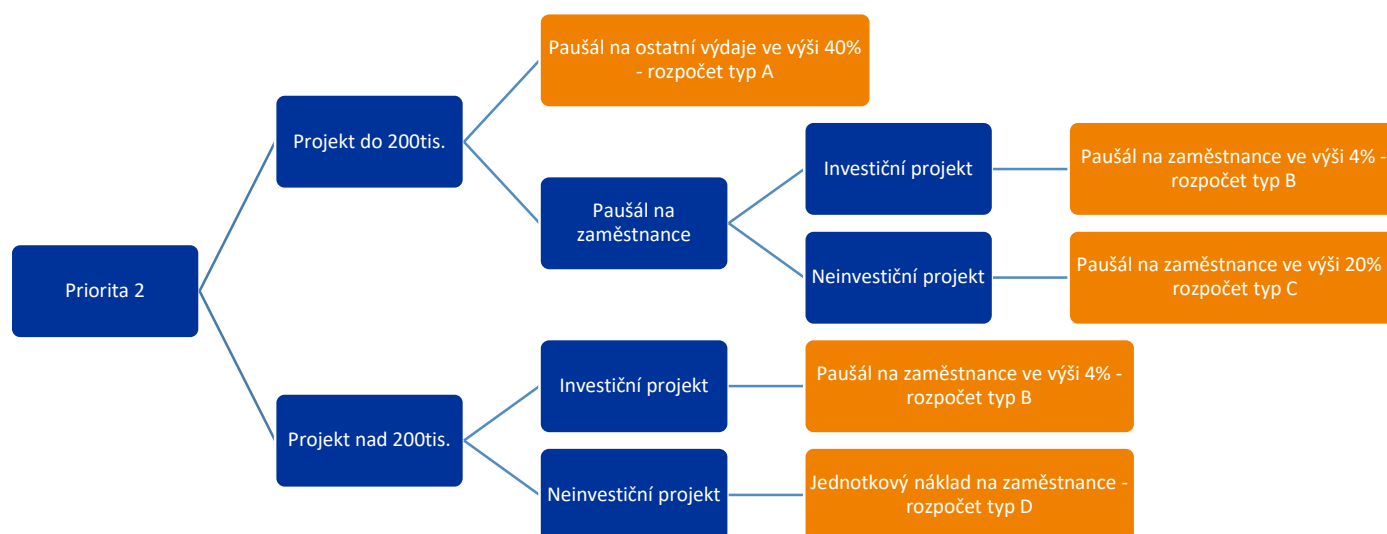 Priorita 2
Projekt do 200tis.
Paušál na ostatní výdaje ve výši 40%
- rozpočet typ A
Paušál na
zaměstnance
Investiční projekt
Paušál na zaměstnance ve výši 4% -
rozpočet typ B
Neinvestiční projekt
Paušál na zaměstnance ve výši 20%
rozpočet typ C
Projekt nad 200tis.
Investiční projekt
Paušál na zaměstnance ve výši 4% -
rozpočet typ B
Neinvestiční projekt
Jednotkový náklad na zaměstnance -
rozpočet typ D